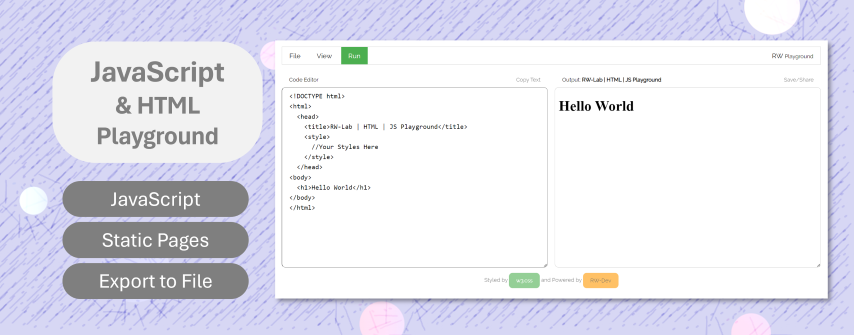 JavaScript
& HTML
Playground
JavaScript
Static Pages
Export to File
File View Run RW Playground
Code Editor Copy Text
<!DOCTYPE html>
<html>
<head>
<title>RW-Lab | HTML | JS Playground</title>
<style>
//Your Styles Here
</style>
</head>
<body>
<h1>Hello World</h1>
</body>
</html>
Output: RW-Lab | HTML | JS Playground Save/Share
Hello World
Styled by w3css and Powered by RW-Dev